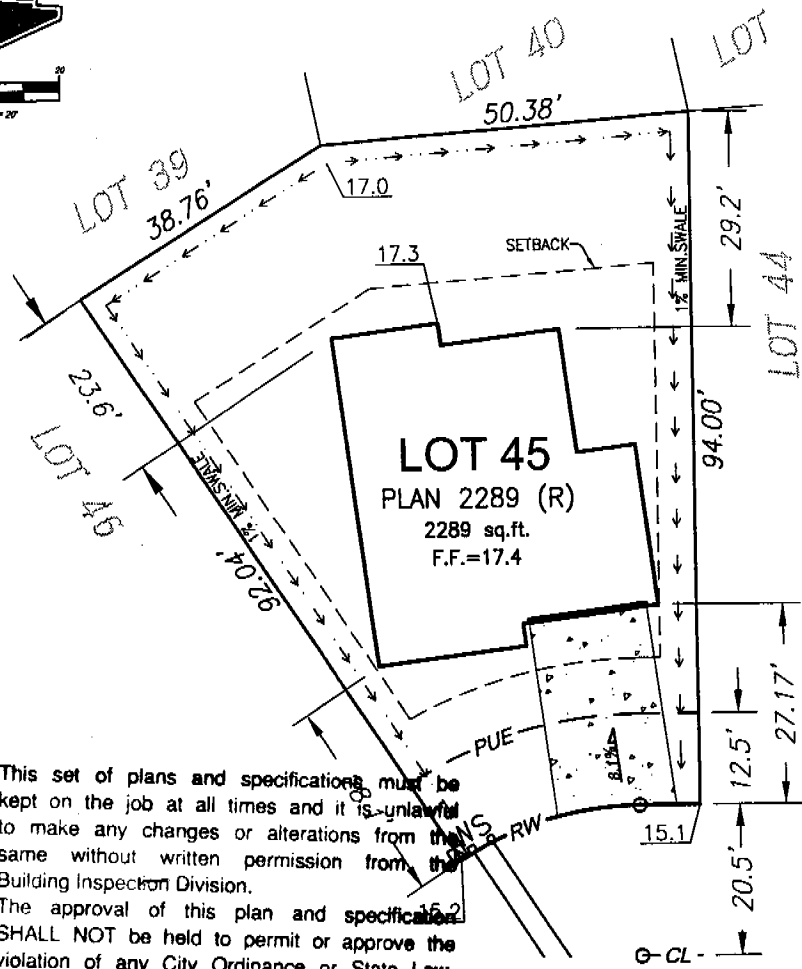 20
LOT 40
LOT
50.38'
LOT 39
38.76'
17.0
1% MIN.SWALE
29.2'
SETBACK
17.3
LOT 44
23.6'
LOT 46
94.00'
LOT 45
PLAN 2289 (R)
2289 sq.ft.
F.F.=17.4
1% MIN.SWALE
92.04'
27.17'
12.5'
PUE
8.1%
RW
15.1
15.2
20.5'
CL
This set of plans and specifications must be
kept on the job at all times and it is unlawful
to make any changes or alterations from the
same without written permission from the
Building Inspection Division.
The approval of this plan and specification
SHALL NOT be held to permit or approve the
violation of any City Ordinance or State Law.